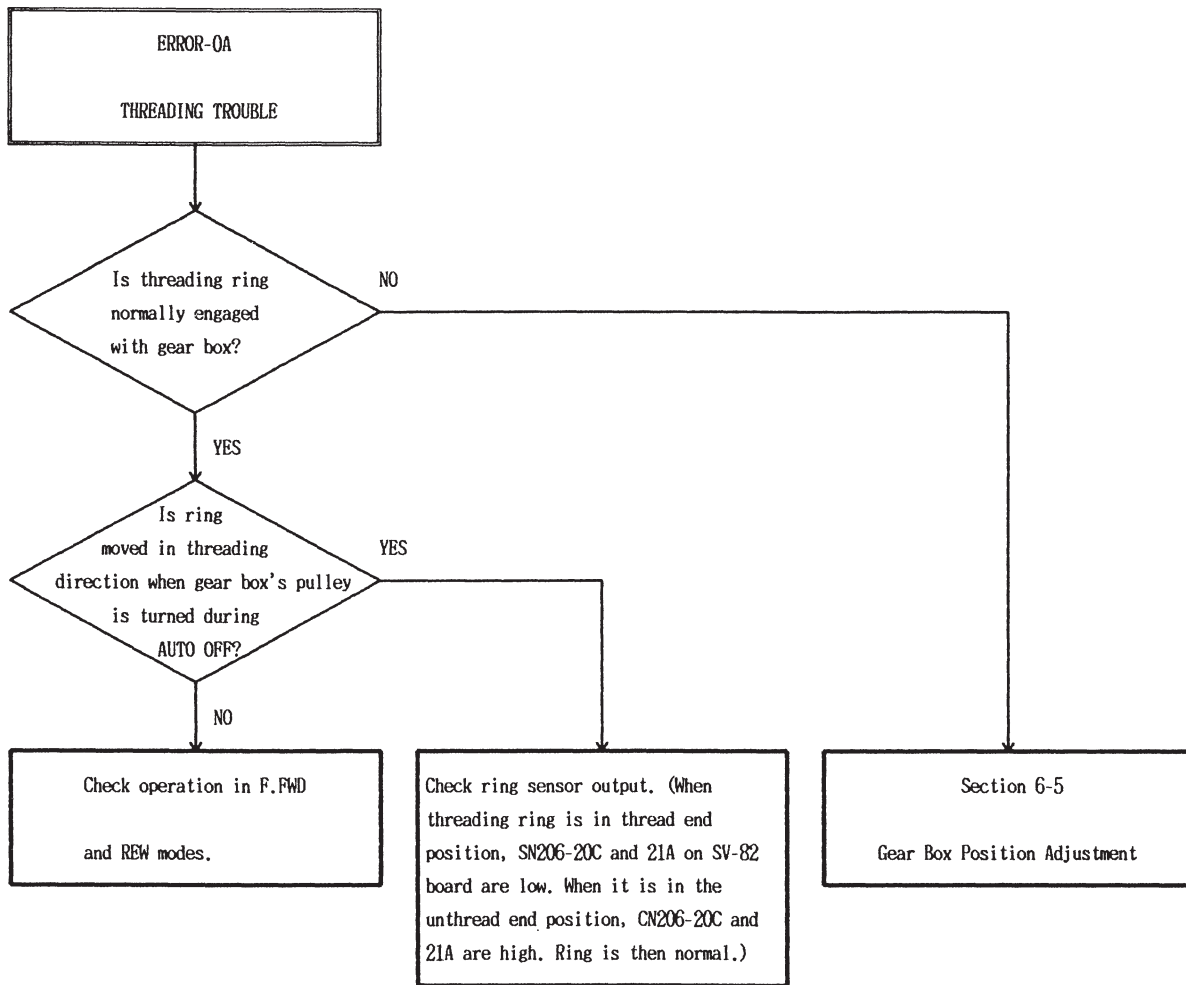 ERROR-0A
THREADING TROUBLE
Is threading ring
normally engaged
with gear box?
NO
YES
Is ring
moved in threading
direction when gear box's pulley
is turned during
AUTO OFF?
YES
NO
Check operation in F.FWD
and REW modes.
Check ring sensor output. (When
threading ring is in thread end
position, SN206-20C and 21A on SV-82
board are low. When it is in the
unthread end position, CN206-20C and
21A are high. Ring is then normal.)
Section 6-5
Gear Box Position Adjustment